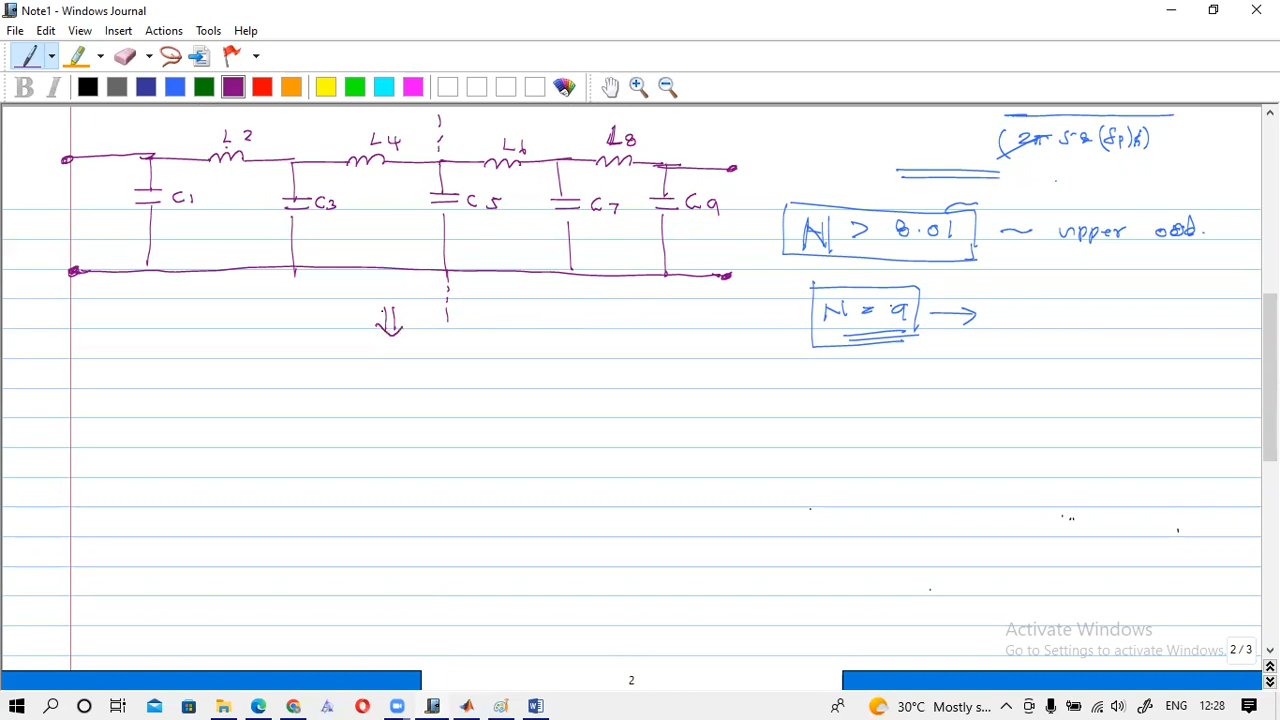 Note1 - Windows Journal
File Edit View Insert Actions Tools Help
B I
L2 L4 L6 L8
C1 C3 C5 C7 C9
N > 8.01 ~ upper odd.
N = 9 →
Activate Windows
Go to Settings to activate Windows.
2 / 3
2
30°C Mostly s... ENG 12:28